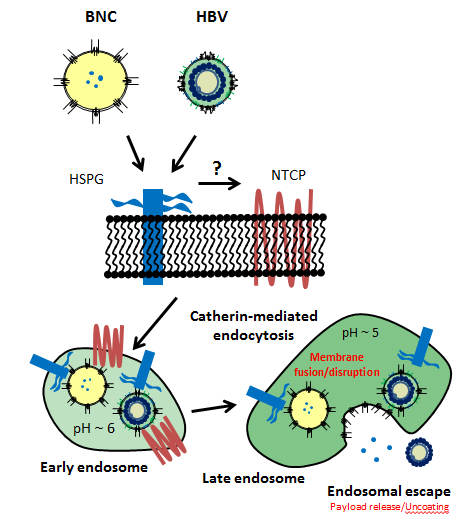 BNC
HBV
HSPG
?
NTCP
Catherin-mediated
endocytosis
pH ~ 5
Membrane
fusion/disruption
pH ~ 6
Early endosome
Late endosome
Endosomal escape
Payload release/Uncoating